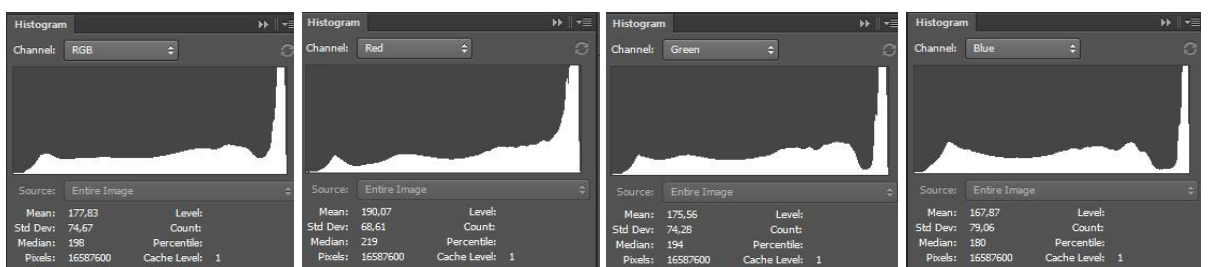 Histogram
Channel: RGB
Source: Entire Image
Mean: 177,83 Level:
Std Dev: 74,67 Count:
Median: 198 Percentile:
Pixels: 16587600 Cache Level: 1
Histogram
Channel: Red
Source: Entire Image
Mean: 190,07 Level:
Std Dev: 68,61 Count:
Median: 219 Percentile:
Pixels: 16587600 Cache Level: 1
Histogram
Channel: Green
Source: Entire Image
Mean: 175,56 Level:
Std Dev: 74,28 Count:
Median: 194 Percentile:
Pixels: 16587600 Cache Level: 1
Histogram
Channel: Blue
Source: Entire Image
Mean: 167,87 Level:
Std Dev: 79,06 Count:
Median: 180 Percentile:
Pixels: 16587600 Cache Level: 1